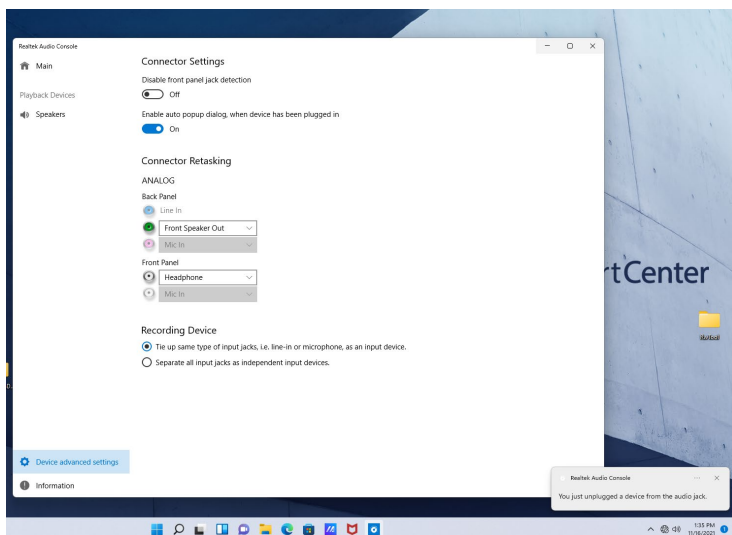 Realtek Audio Console
Main
Playback Devices
Speakers
Device advanced settings
Information
Connector Settings
Disable front panel jack detection
Off
Enable auto popup dialog, when device has been plugged in
On
Connector Retasking
ANALOG
Back Panel
Line In
Front Speaker Out
Mic In
Front Panel
Headphone
Mic In
Recording Device
Tie up same type of input jacks, i.e. line-in or microphone, as an input device.
Separate all input jacks as independent input devices.
rtCenter
D.
Realtek Audio Console
You just unplugged a device from the audio jack.
1:35 PM
11/16/2021
1